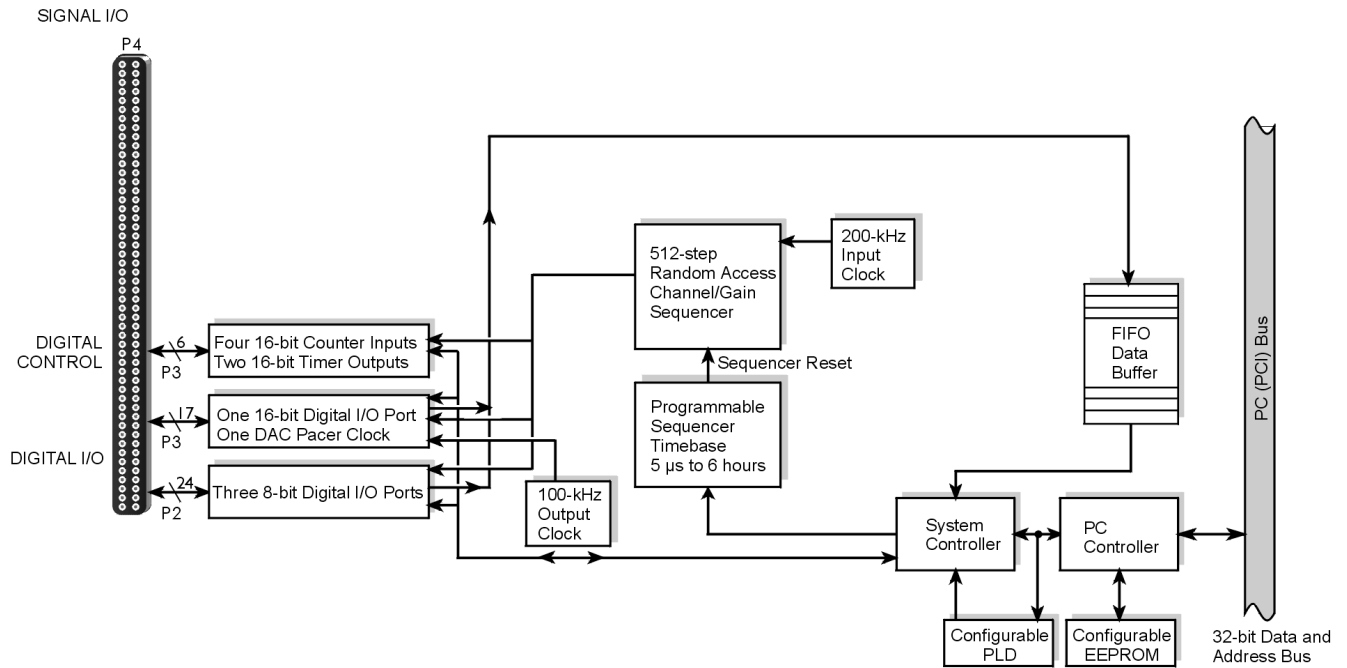 SIGNAL I/O
P4
200-kHz
Input
Clock
512-step
Random Access
Channel/Gain
Sequencer
FIFO
Data
Buffer
PC (PCI) Bus
DIGITAL
CONTROL
6
P3
Four 16-bit Counter Inputs
Two 16-bit Timer Outputs
Sequencer Reset
17
P3
One 16-bit Digital I/O Port
One DAC Pacer Clock
Programmable
Sequencer
Timebase
5 µs to 6 hours
DIGITAL I/O
24
P2
Three 8-bit Digital I/O Ports
100-kHz
Output
Clock
System
Controller
PC
Controller
Configurable
PLD
Configurable
EEPROM
32-bit Data and
Address Bus